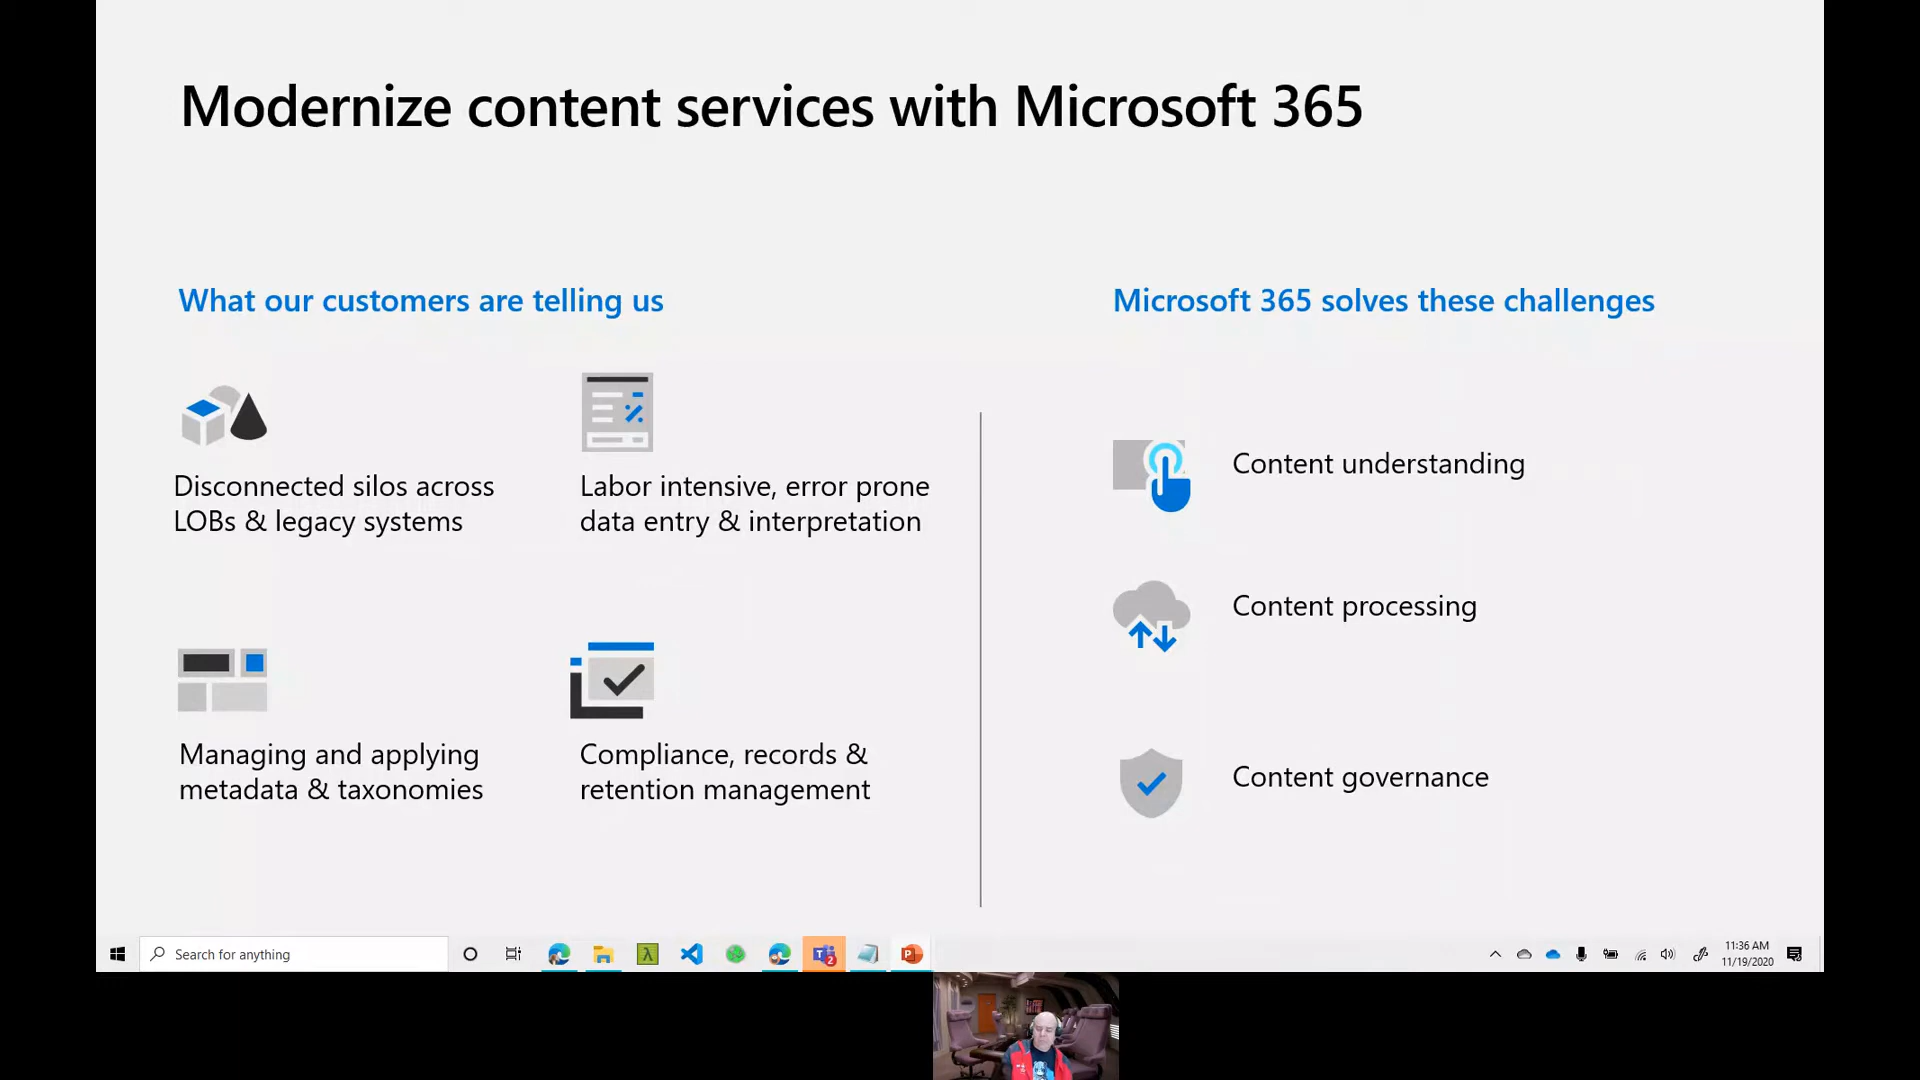 Modernize content services with Microsoft 365
What our customers are telling us
Disconnected silos across
LOBs & legacy systems
Labor intensive, error prone
data entry & interpretation
Managing and applying
metadata & taxonomies
Compliance, records &
retention management
Microsoft 365 solves these challenges
Content understanding
Content processing
Content governance
Search for anything
11:36 AM
11/19/2020